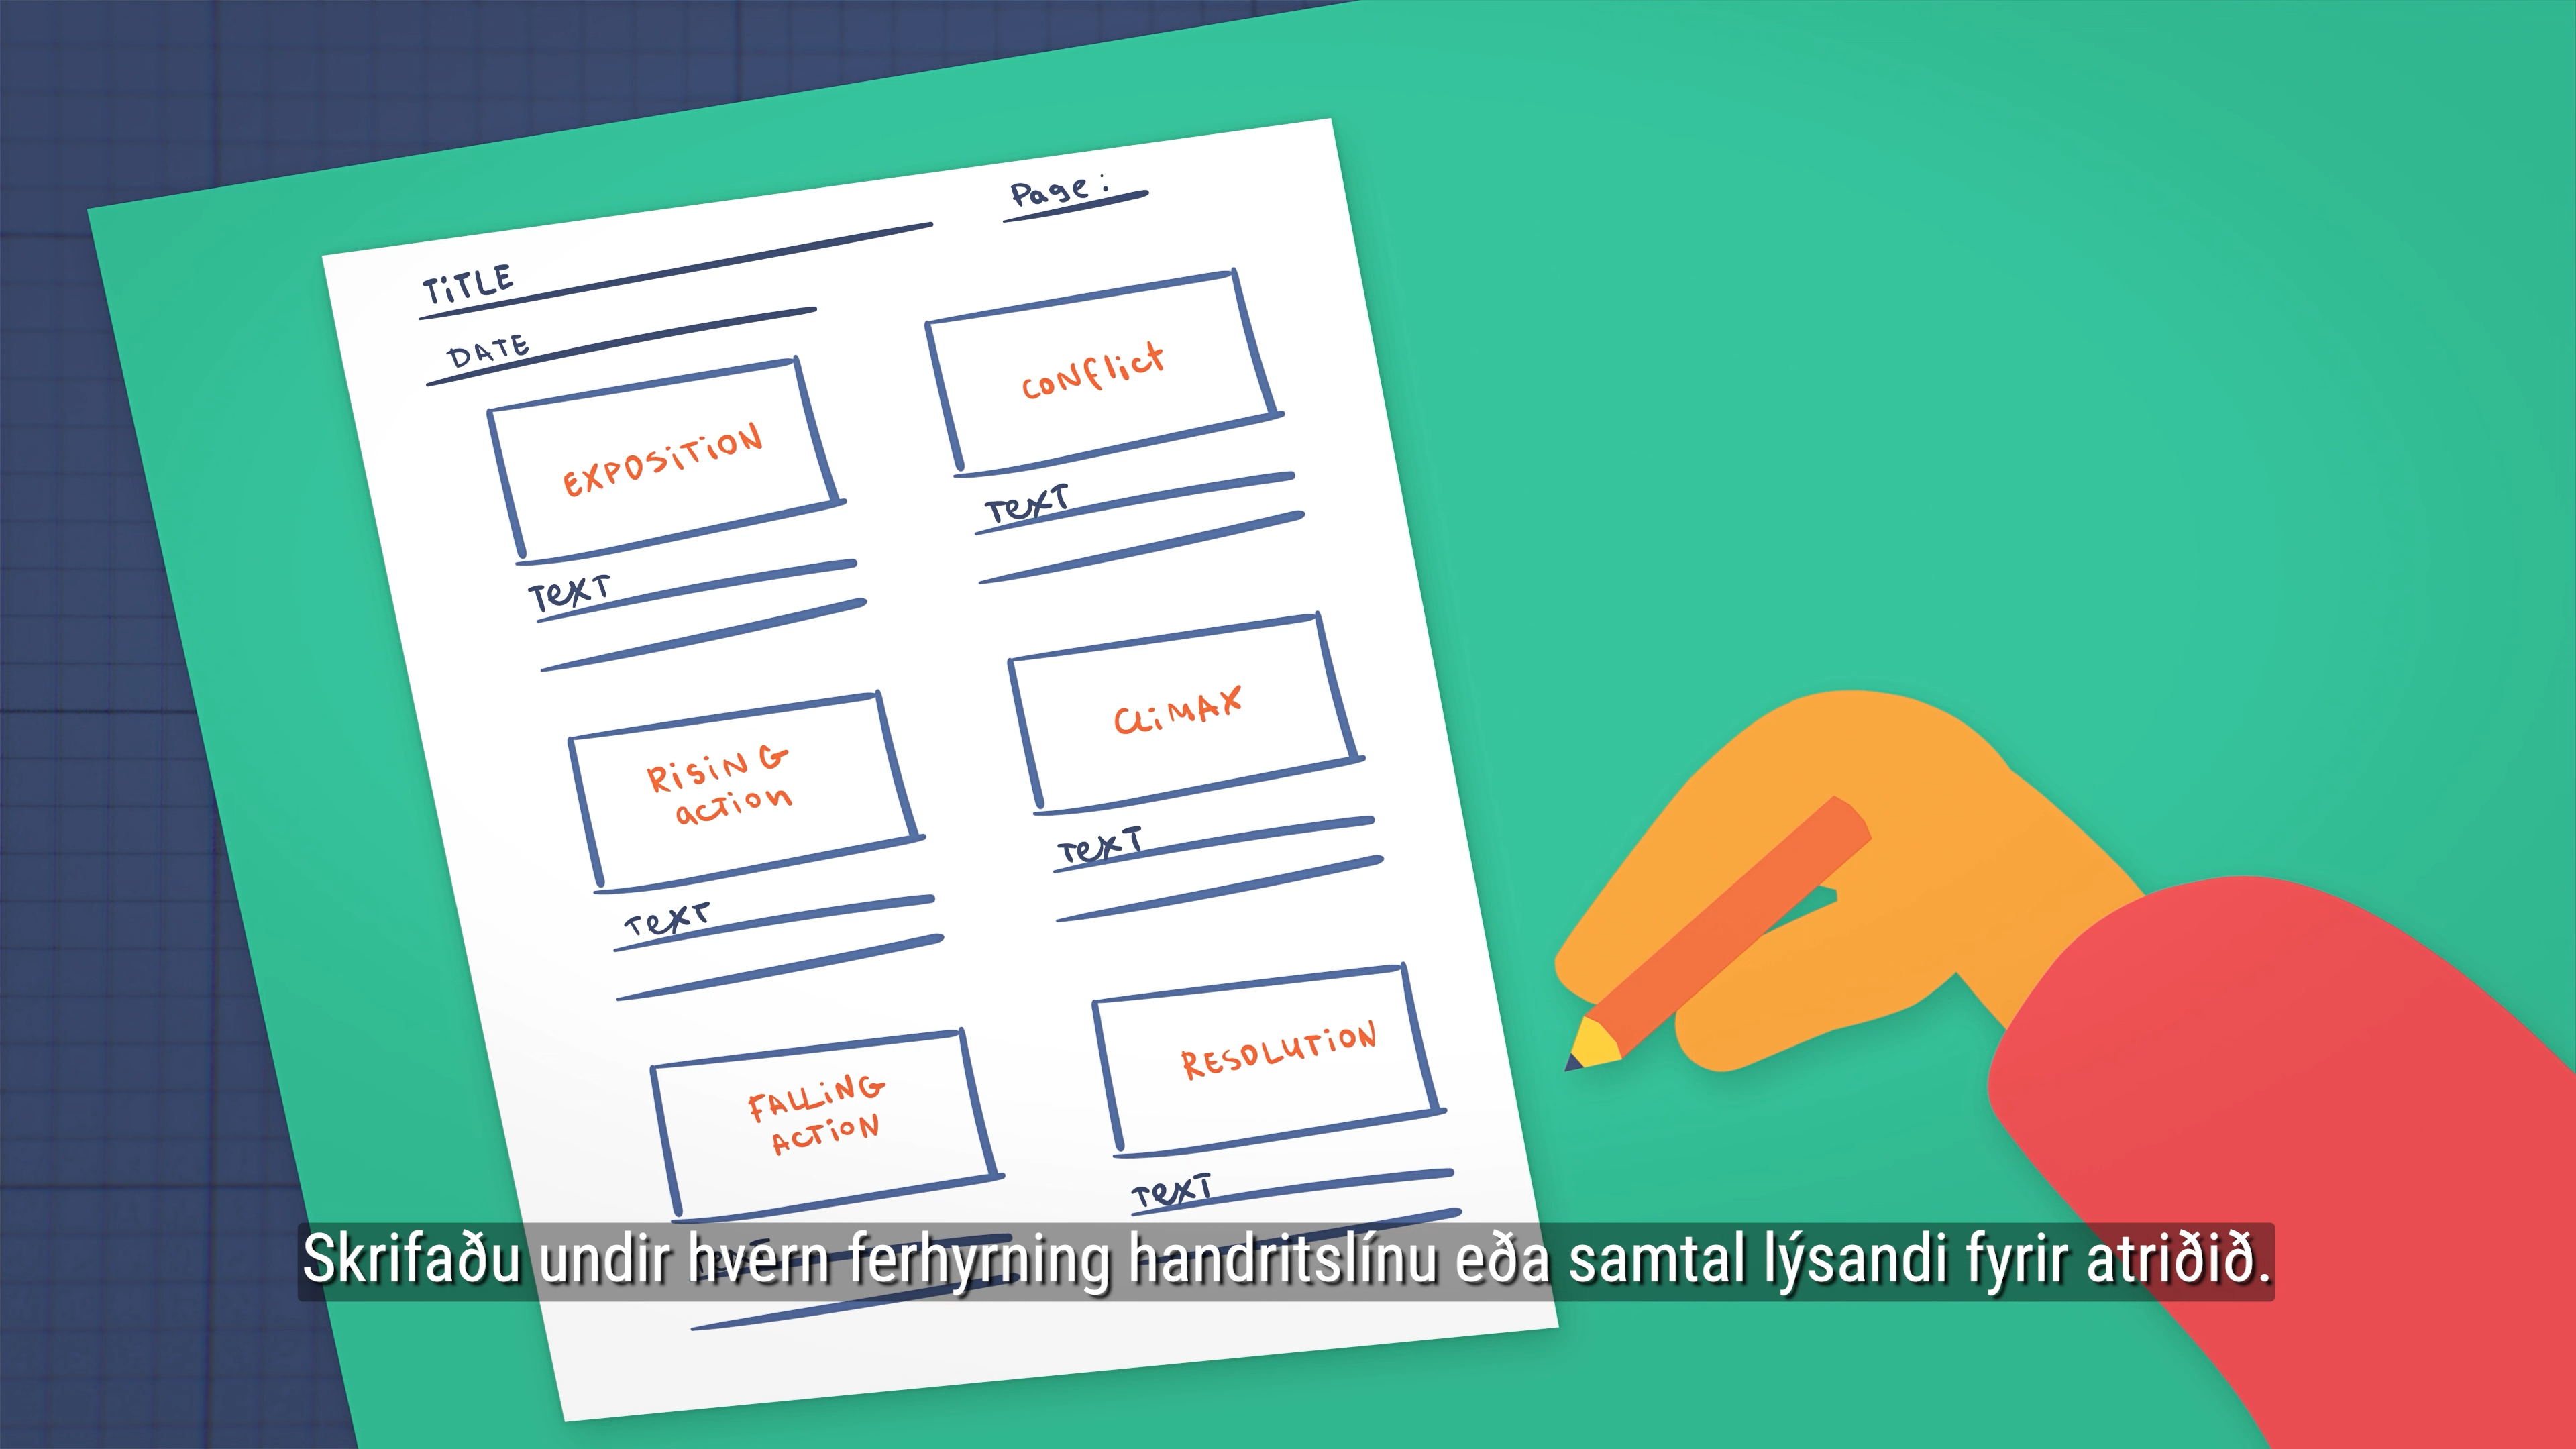 Page:
TiTLE
DATE
EXPOSiTiON
TexT
conflict
TexT
RisiNG
action
TexT
CLiMAX
TexT
FALLiNG
ACTiON
TexT
RESOLUTiON
TexT
Skrifaðu undir hvern ferhyrning handritslínu eða samtal lýsandi fyrir atriðið.